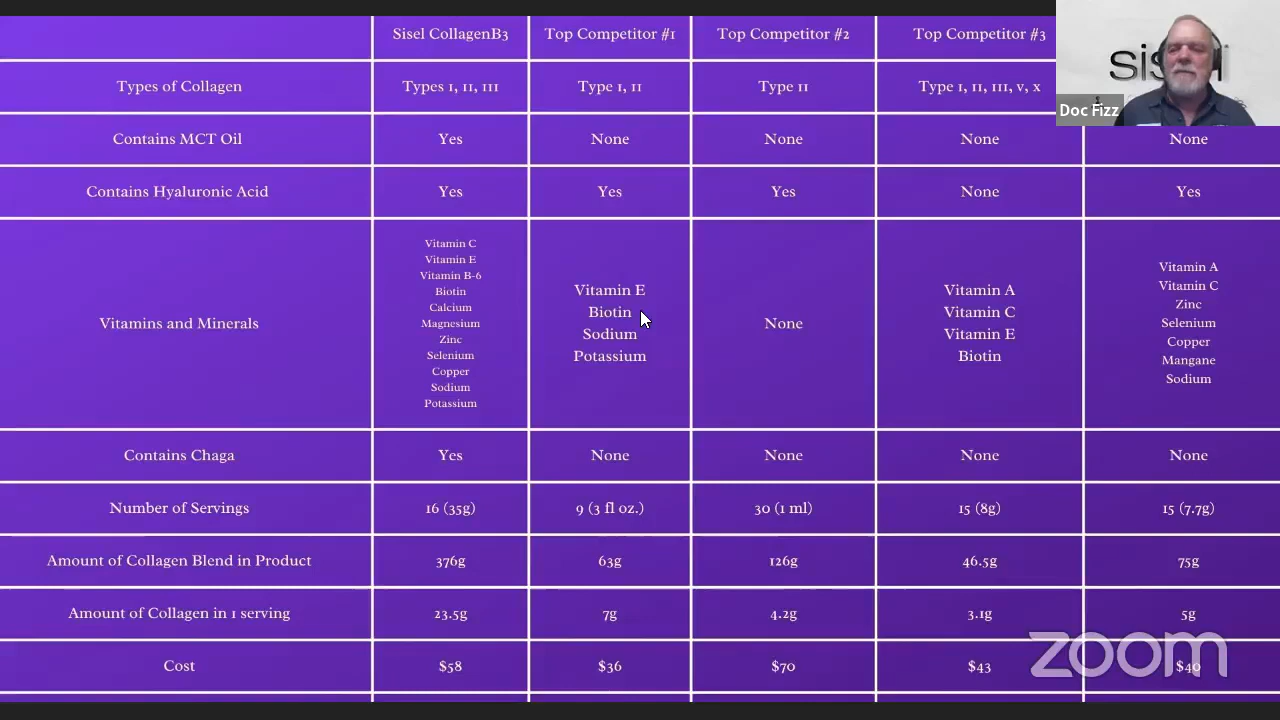 Sisel CollagenB3 Top Competitor #1 Top Competitor #2 Top Competitor #3
Types of Collagen Types I, II, III Type I, II Type II Type I, II, III, V, X
Doc Fizz
Contains MCT Oil Yes None None None None
Contains Hyaluronic Acid Yes Yes Yes None Yes
Vitamins and Minerals
Vitamin C
Vitamin E
Vitamin B-6
Biotin
Calcium
Magnesium
Zinc
Selenium
Copper
Sodium
Potassium
Vitamin E
Biotin
Sodium
Potassium
None
Vitamin A
Vitamin C
Vitamin E
Biotin
Vitamin A
Vitamin C
Zinc
Selenium
Copper
Mangane
Sodium
Contains Chaga Yes None None None None
Number of Servings 16 (35g) 9 (3 fl oz.) 30 (1 ml) 15 (8g) 15 (7.7g)
Amount of Collagen Blend in Product 376g 63g 126g 46.5g 75g
Amount of Collagen in 1 serving 23.5g 7g 4.2g 3.1g 5g
Cost $58 $36 $70 $43 $40
zoom